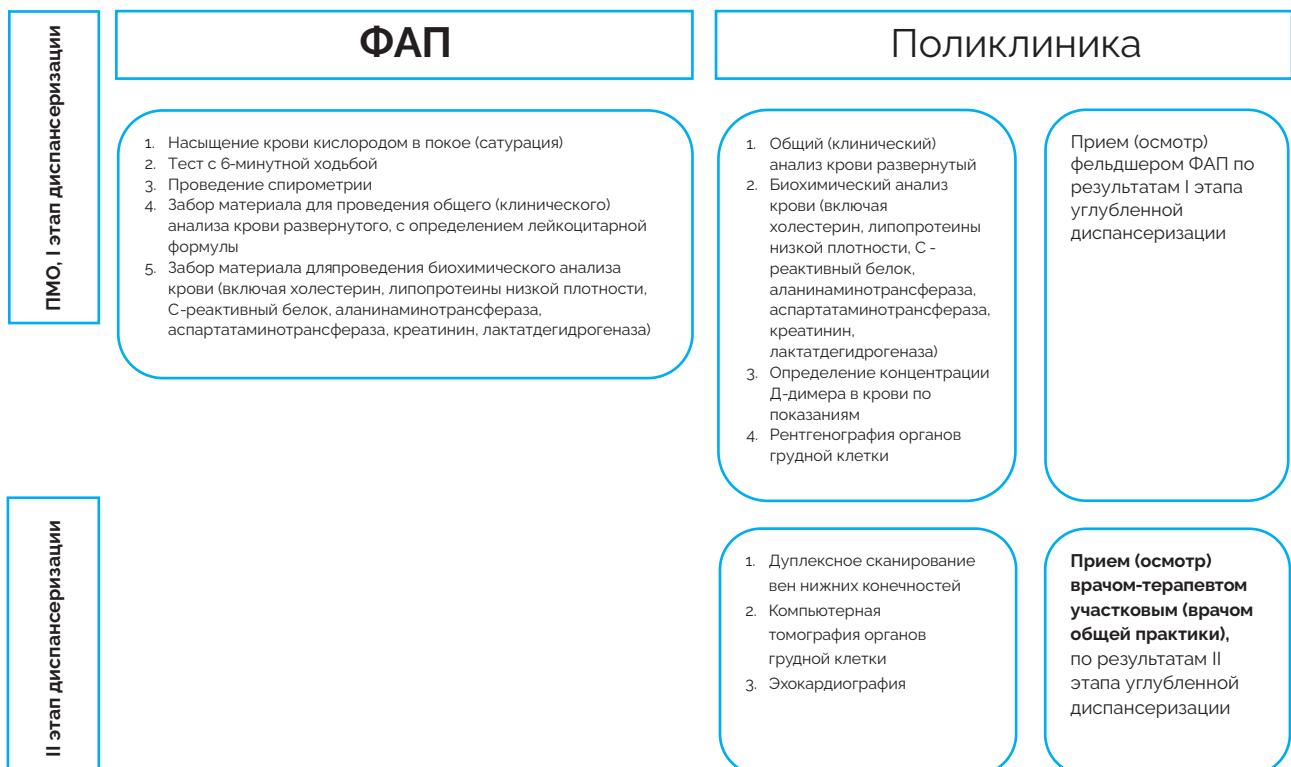 ПМО, I этап диспансеризации
ФАП
Поликлиника
1. Насыщение крови кислородом в покое (сатурация)
2. Тест с 6-минутной ходьбой
3. Проведение спирометрии
4. Забор материала для проведения общего (клинического)
анализа крови развернутого, с определением лейкоцитарной
формулы
5. Забор материала дляпроведения биохимического анализа
крови (включая холестерин, липопротеины низкой плотности,
С-реактивный белок, аланинаминотрансфераза,
аспартатаминотрансфераза, креатинин, лактатдегидрогеназа)
1. Общий (клинический)
анализ крови развернутый
2. Биохимический анализ
крови (включая
холестерин, липопротеины
низкой плотности, С -
реактивный белок,
аланинаминотрансфераза,
аспартатаминотрансфераза,
креатинин,
лактатдегидрогеназа)
3. Определение концентрации
Д-димера в крови по
показаниям
4. Рентгенография органов
грудной клетки
Прием (осмотр)
фельдшером ФАП по
результатам I этапа
углубленной
диспансеризации
II этап диспансеризации
1. Дуплексное сканирование
вен нижних конечностей
2. Компьютерная
томография органов
грудной клетки
3. Эхокардиография
Прием (осмотр)
врачом-терапевтом
участковым (врачом
общей практики),
по результатам II
этапа углубленной
диспансеризации